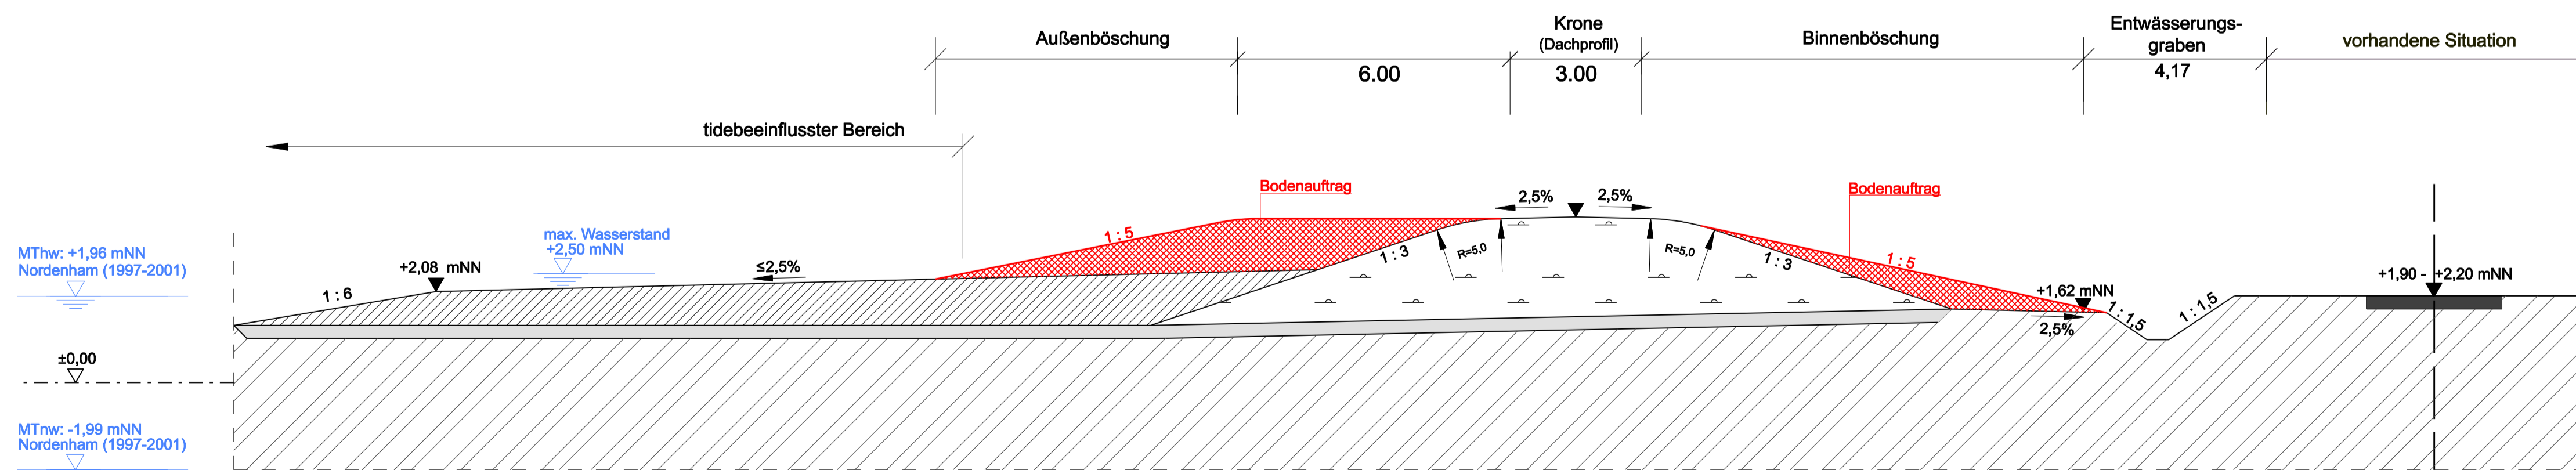 Außenböschung
6.00
Krone
(Dachprofil)
3.00
Binnenböschung
Entwässerungs-
graben
4,17
vorhandene Situation
tidebeeinflusster Bereich
Bodenauftrag
2,5%
2,5%
Bodenauftrag
MThw: +1,96 mNN
Nordenham (1997-2001)
max. Wasserstand
+2,50 mNN
+2,08 mNN
≤2,5%
1 : 6
1 : 5
1 : 3
R=5,0
R=5,0
1 : 3
1 : 5
+1,62 mNN
1 : 1,5
1 : 1,5
2,5%
+1,90 - +2,20 mNN
±0,00
MTnw: -1,99 mNN
Nordenham (1997-2001)